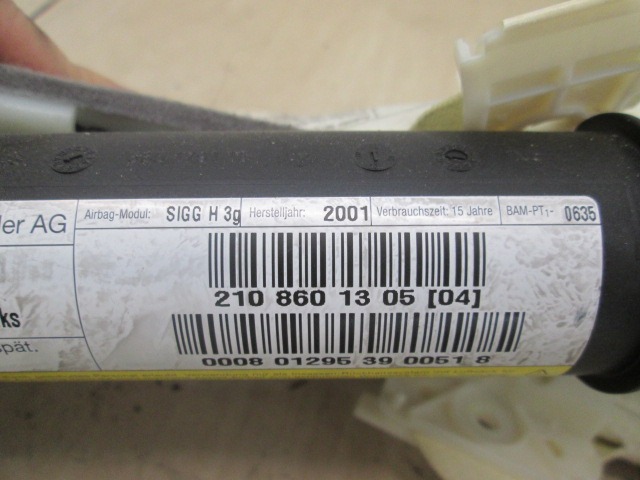 ler AG
Airbag-Modul: SIGG H 3g Herstelljahr: 2001 Verbrauchszeit: 15 Jahre BAM-PT1- 0635
210 860 13 05 [04]
ks
spät.
0008 01295 39 0051 8